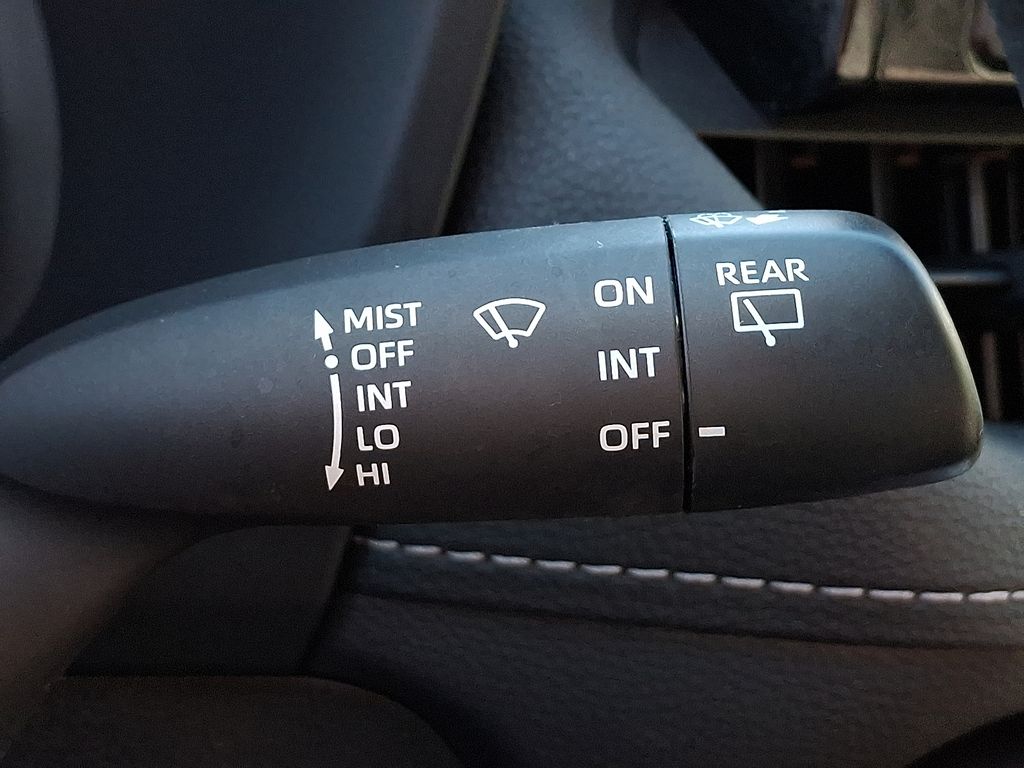 MIST
OFF
INT
LO
HI
ON
INT
OFF
REAR